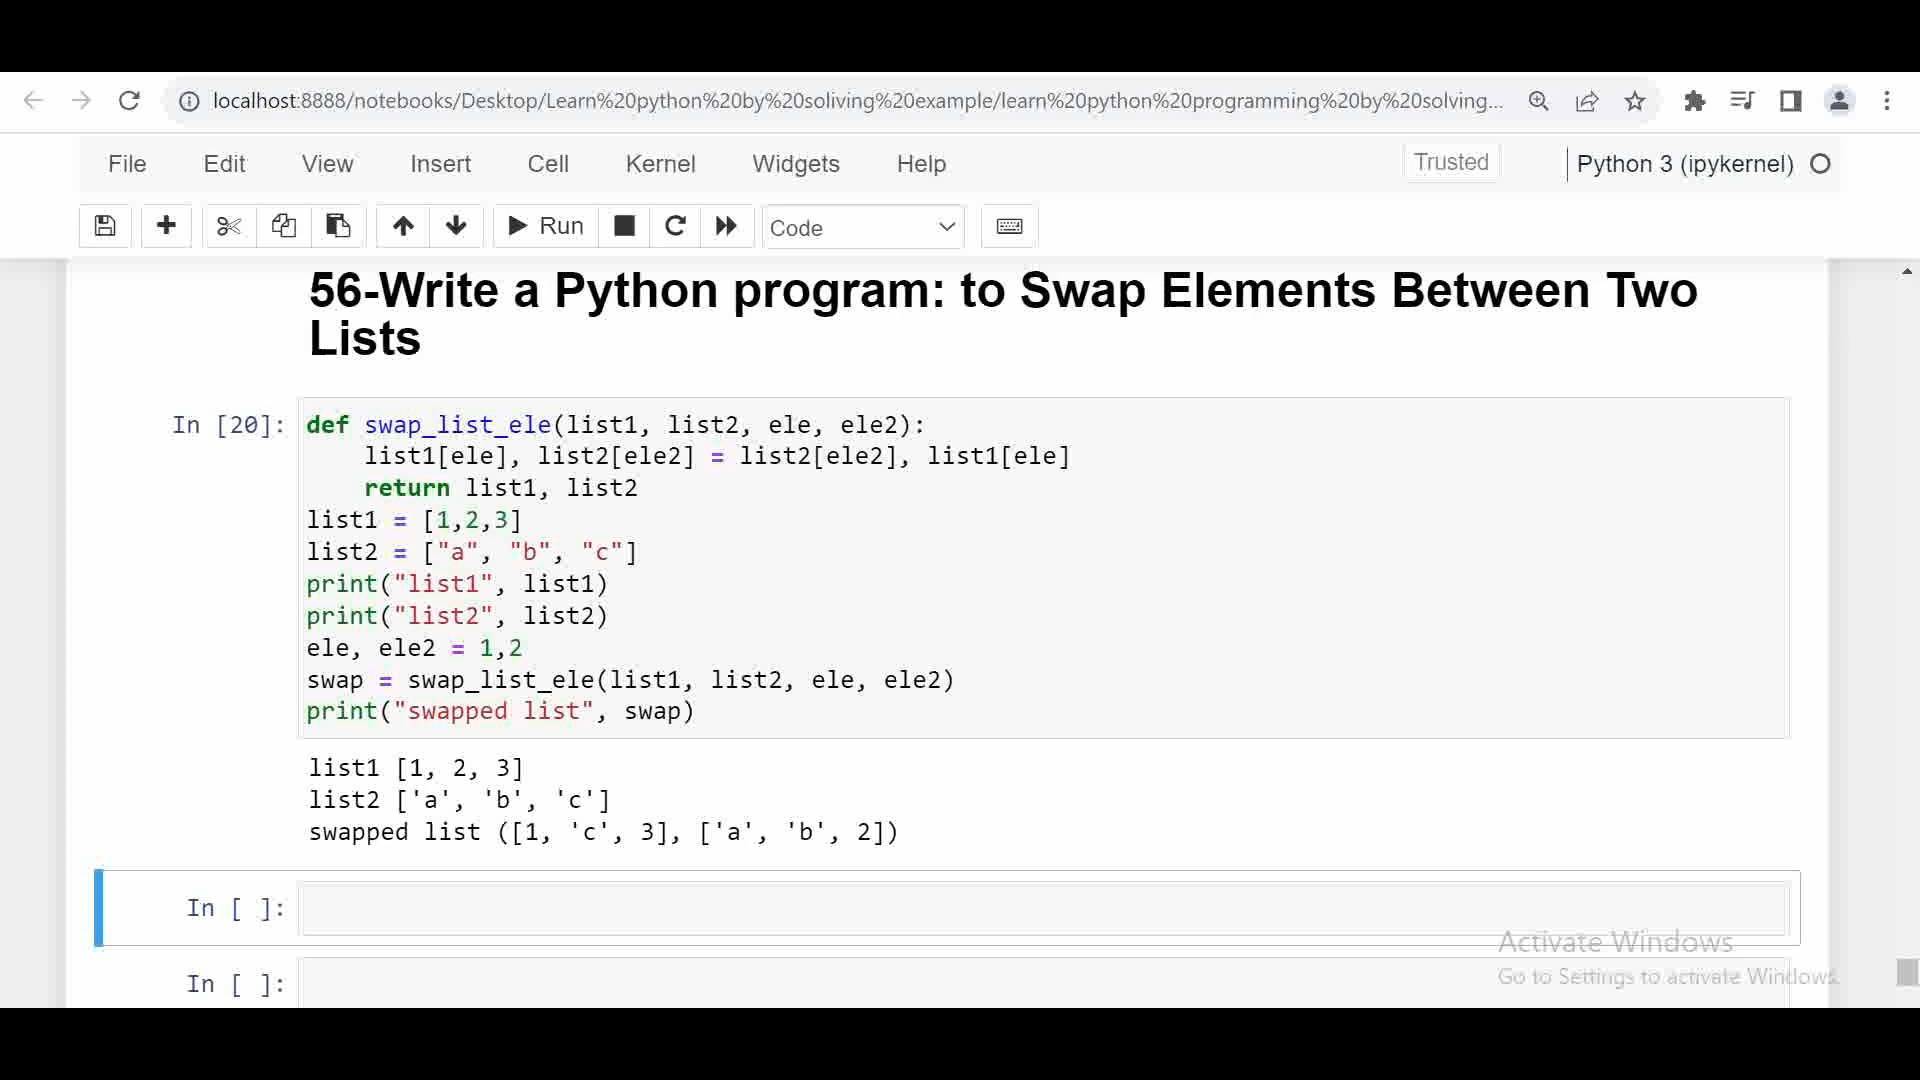 localhost:8888/notebooks/Desktop/Learn%20python%20by%20soliving%20example/learn%20python%20programming%20by%20solving...
File Edit View Insert Cell Kernel Widgets Help Trusted Python 3 (ipykernel)
Run Code
56-Write a Python program: to Swap Elements Between Two
Lists
In [20]: def swap_list_ele(list1, list2, ele, ele2):
    list1[ele], list2[ele2] = list2[ele2], list1[ele]
    return list1, list2
list1 = [1,2,3]
list2 = ["a", "b", "c"]
print("list1", list1)
print("list2", list2)
ele, ele2 = 1,2
swap = swap_list_ele(list1, list2, ele, ele2)
print("swapped list", swap)
list1 [1, 2, 3]
list2 ['a', 'b', 'c']
swapped list ([1, 'c', 3], ['a', 'b', 2])
In [ ]:
Activate Windows
Go to Settings to activate Windows.
In [ ]: